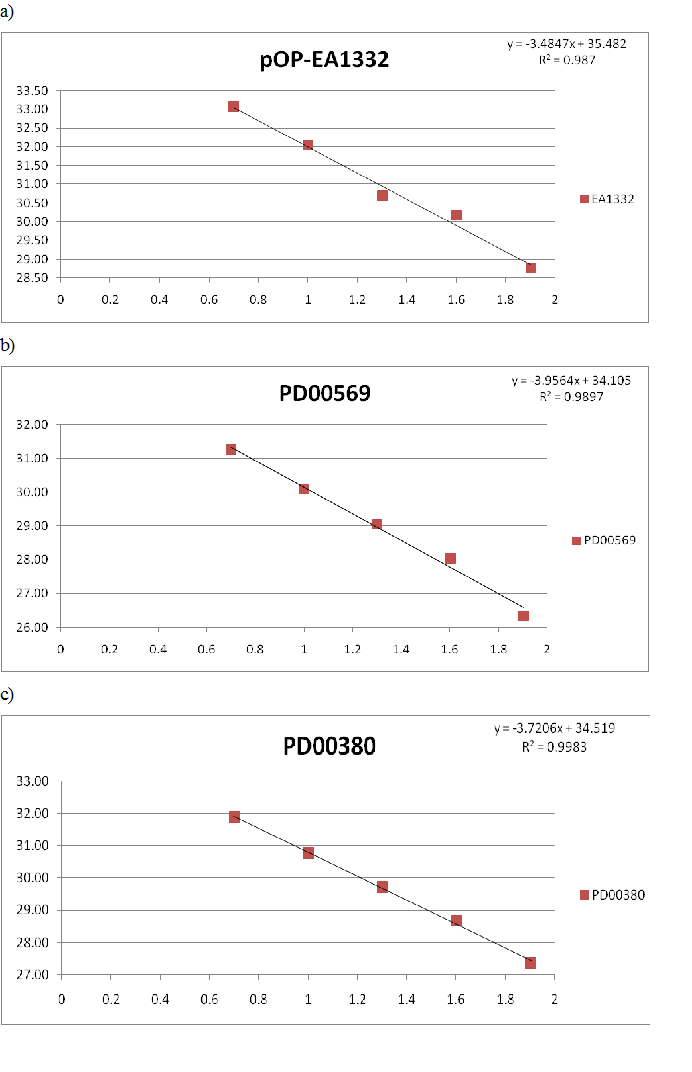 a)
pOP-EA1332
y = -3.4847x + 35.482
R² = 0.987
33.50
33.00
32.50
32.00
31.50
31.00
30.50
30.00
29.50
29.00
28.50
0 0.2 0.4 0.6 0.8 1 1.2 1.4 1.6 1.8 2
EA1332
b)
PD00569
y = -3.9564x + 34.105
R² = 0.9897
32.00
31.00
30.00
29.00
28.00
27.00
26.00
0 0.2 0.4 0.6 0.8 1 1.2 1.4 1.6 1.8 2
PD00569
c)
PD00380
y = -3.7206x + 34.519
R² = 0.9983
33.00
32.00
31.00
30.00
29.00
28.00
27.00
0 0.2 0.4 0.6 0.8 1 1.2 1.4 1.6 1.8 2
PD00380